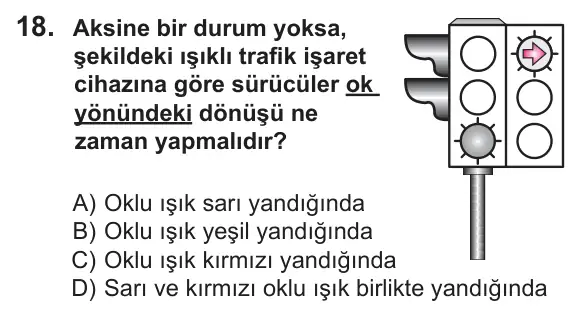 18. Aksine bir durum yoksa,
şekildeki ışıklı trafik işaret
cihazına göre sürücüler ok
yönündeki dönüşü ne
zaman yapmalıdır?
A) Oklu ışık sarı yandığında
B) Oklu ışık yeşil yandığında
C) Oklu ışık kırmızı yandığında
D) Sarı ve kırmızı oklu ışık birlikte yandığında